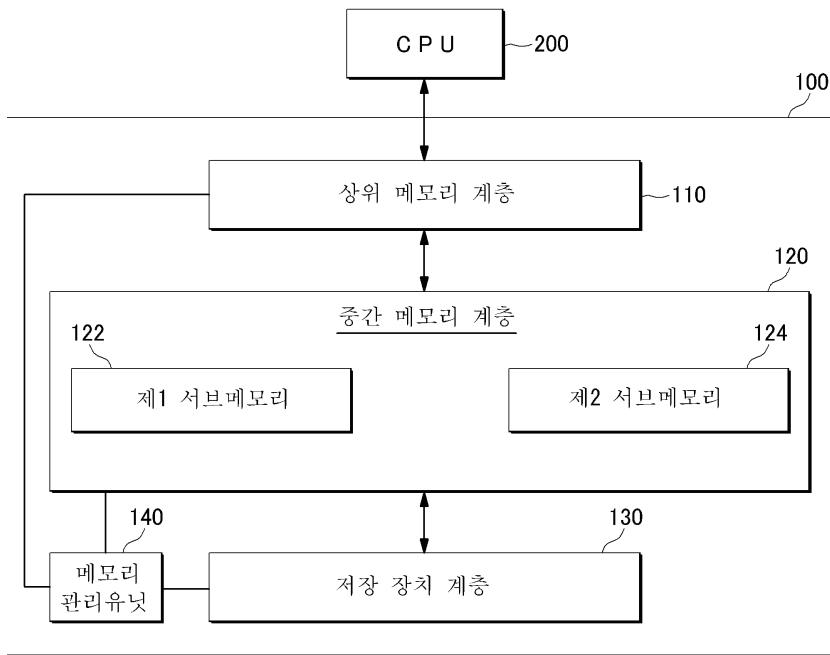 CPU
200
100
상위 메모리 계층
110
120
중간 메모리 계층
122
124
제1 서브메모리
제2 서브메모리
140
130
메모리
관리유닛
저장 장치 계층